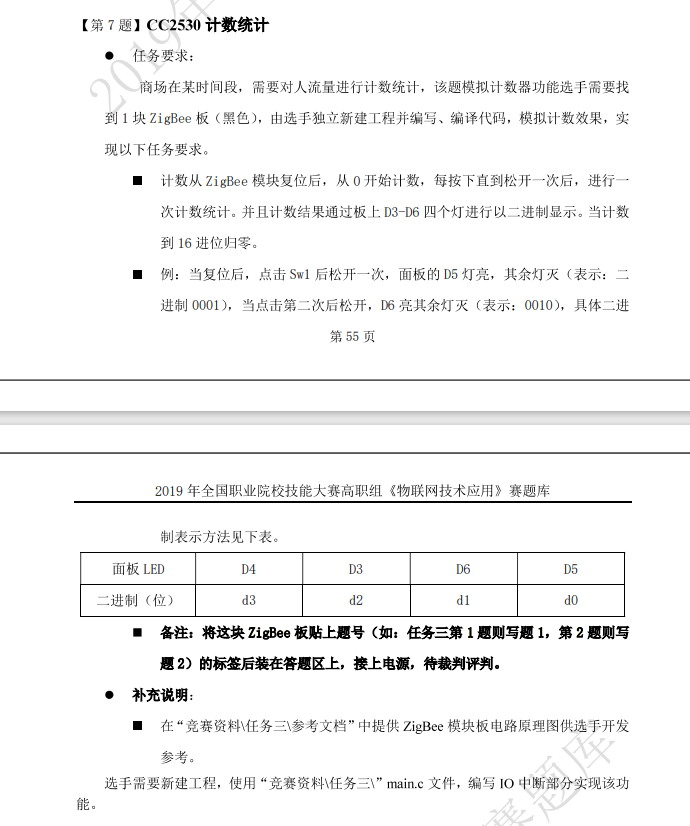 【第 7 题】CC2530 计数统计
● 任务要求：
商场在某时间段，需要对人流量进行计数统计，该题模拟计数器功能选手需要找
到 1 块 ZigBee 板（黑色），由选手独立新建工程并编写、编译代码，模拟计数效果，实
现以下任务要求。
■ 计数从 ZigBee 模块复位后，从 0 开始计数，每按下直到松开一次后，进行一
次计数统计。并且计数结果通过板上 D3-D6 四个灯进行以二进制显示。当计数
到 16 进位归零。
■ 例：当复位后，点击 Sw1 后松开一次，面板的 D5 灯亮，其余灯灭（表示：二
进制 0001），当点击第二次后松开，D6 亮其余灯灭（表示：0010），具体二进
第 55 页
2019 年全国职业院校技能大赛高职组《物联网技术应用》赛题库
制表示方法见下表。
面板 LED D4 D3 D6 D5
二进制（位） d3 d2 d1 d0
■ 备注：将这块 ZigBee 板贴上题号（如：任务三第 1 题则写题 1，第 2 题则写
题 2）的标签后装在答题区上，接上电源，待裁判评判。
● 补充说明：
■ 在“竞赛资料\任务三\参考文档”中提供 ZigBee 模块板电路原理图供选手开发
参考。
选手需要新建工程，使用“竞赛资料\任务三\”main.c 文件，编写 IO 中断部分实现该功
能。
2019年
赛题库